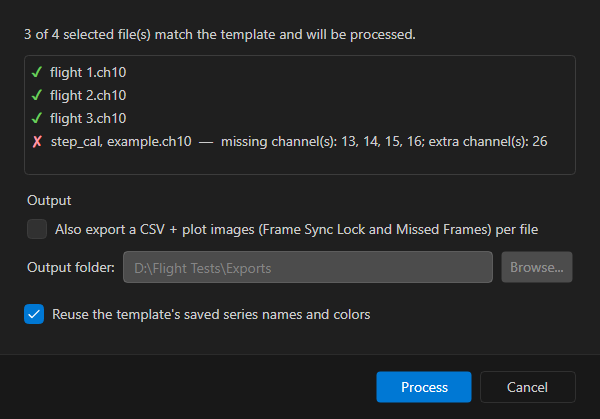 3 of 4 selected file(s) match the template and will be processed.
✓ flight 1.ch10
✓ flight 2.ch10
✓ flight 3.ch10
✗ step_cal, example.ch10 — missing channel(s): 13, 14, 15, 16; extra channel(s): 26
Output
Also export a CSV + plot images (Frame Sync Lock and Missed Frames) per file
Output folder: D:\Flight Tests\Exports Browse...
Reuse the template's saved series names and colors
Process Cancel